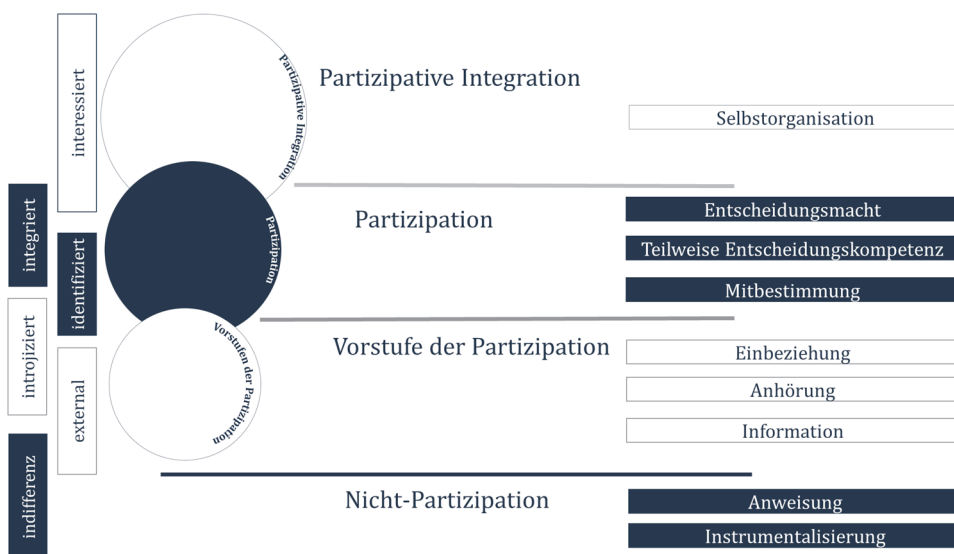 interessiert
integriert
identifiziert
introjiziert
external
indifferenz
Partizipative Integration
Partizipation
Vorstufen der Partizipation
Partizipative Integration
Selbstorganisation
Partizipation
Entscheidungsmacht
Teilweise Entscheidungskompetenz
Mitbestimmung
Vorstufe der Partizipation
Einbeziehung
Anhörung
Information
Nicht-Partizipation
Anweisung
Instrumentalisierung